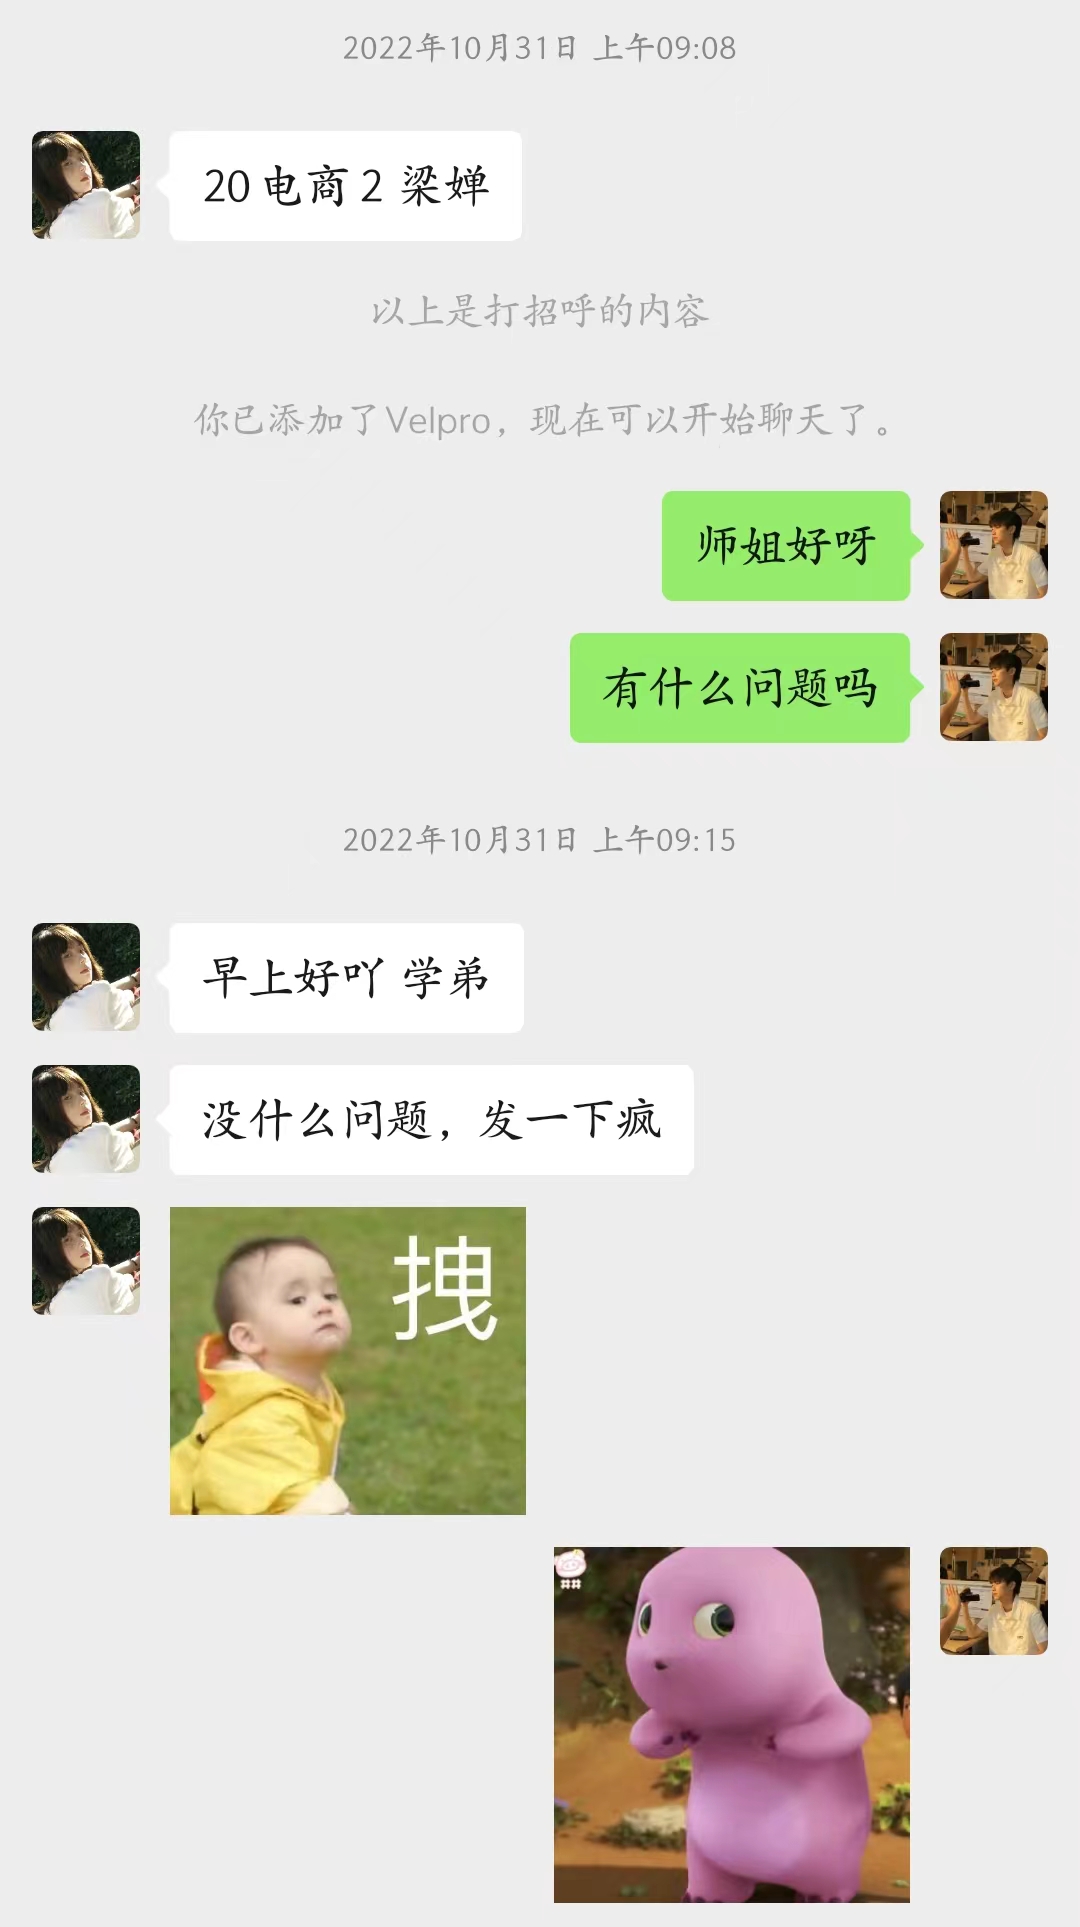 2022年10月31日 上午09:08
20电商2 梁婵
以上是打招呼的内容
你已添加了Velpro，现在可以开始聊天了。
师姐好呀
有什么问题吗
2022年10月31日 上午09:15
早上好吖 学弟
没什么问题，发一下疯
拽
##